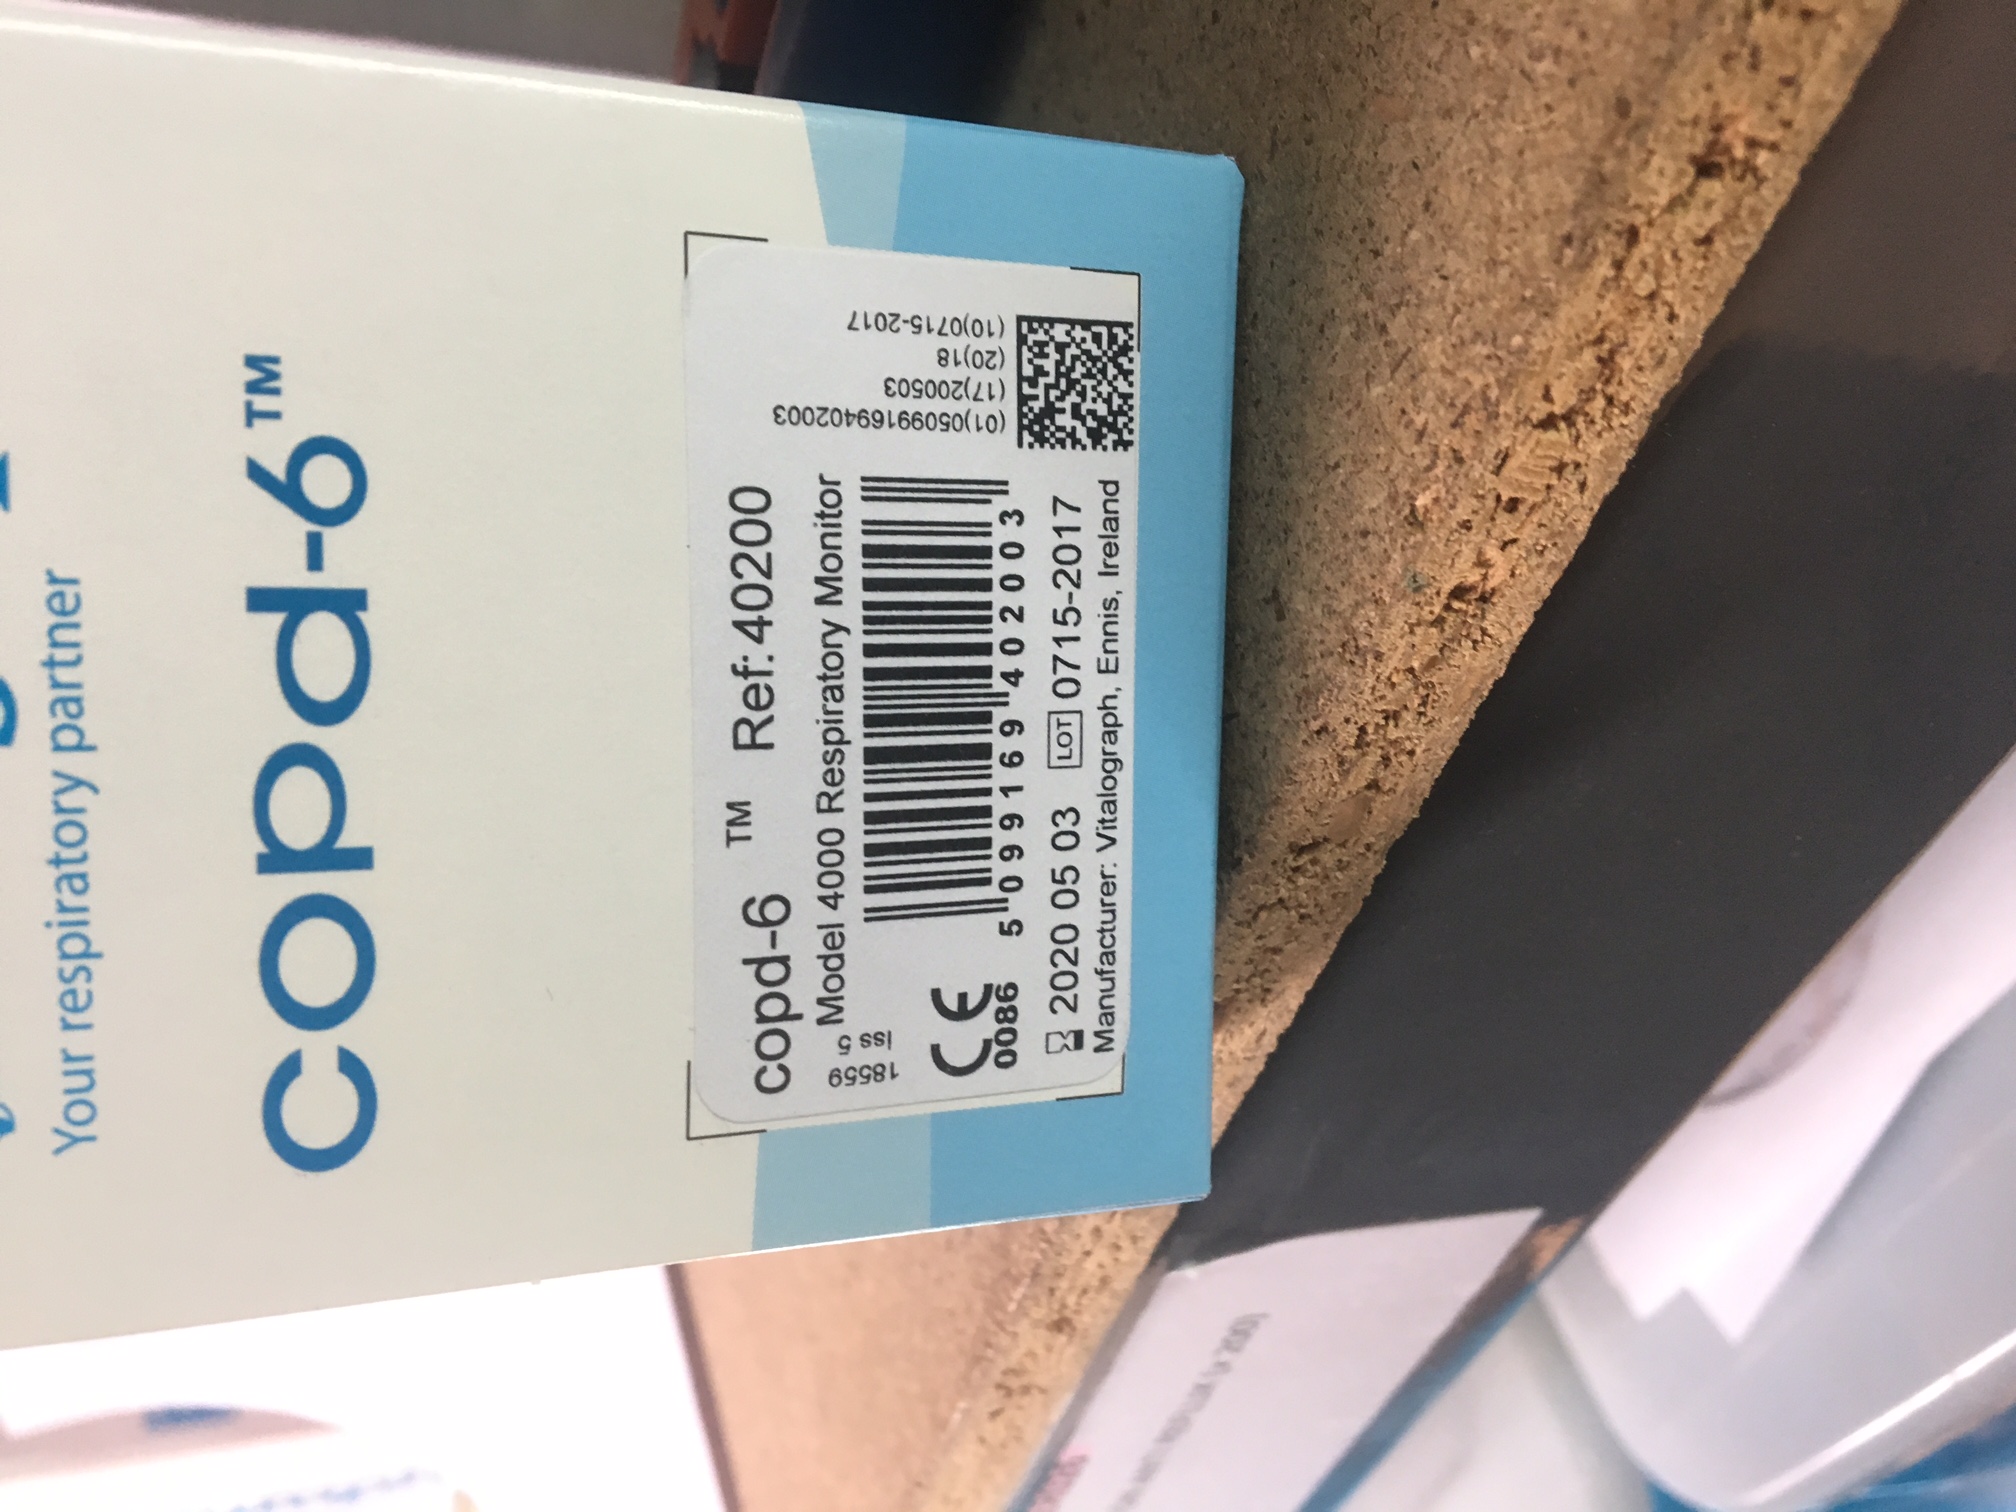 Your respiratory partner
copd-6™
copd-6 ™ Ref: 40200
Model 4000 Respiratory Monitor
18559
Iss 5
CE
0086
5 099169 402003
2020 05 03 LOT 0715-2017
Manufacturer: Vitalograph, Ennis, Ireland
(01)05099169402003
(17)200503
(20)18
(10)0715-2017